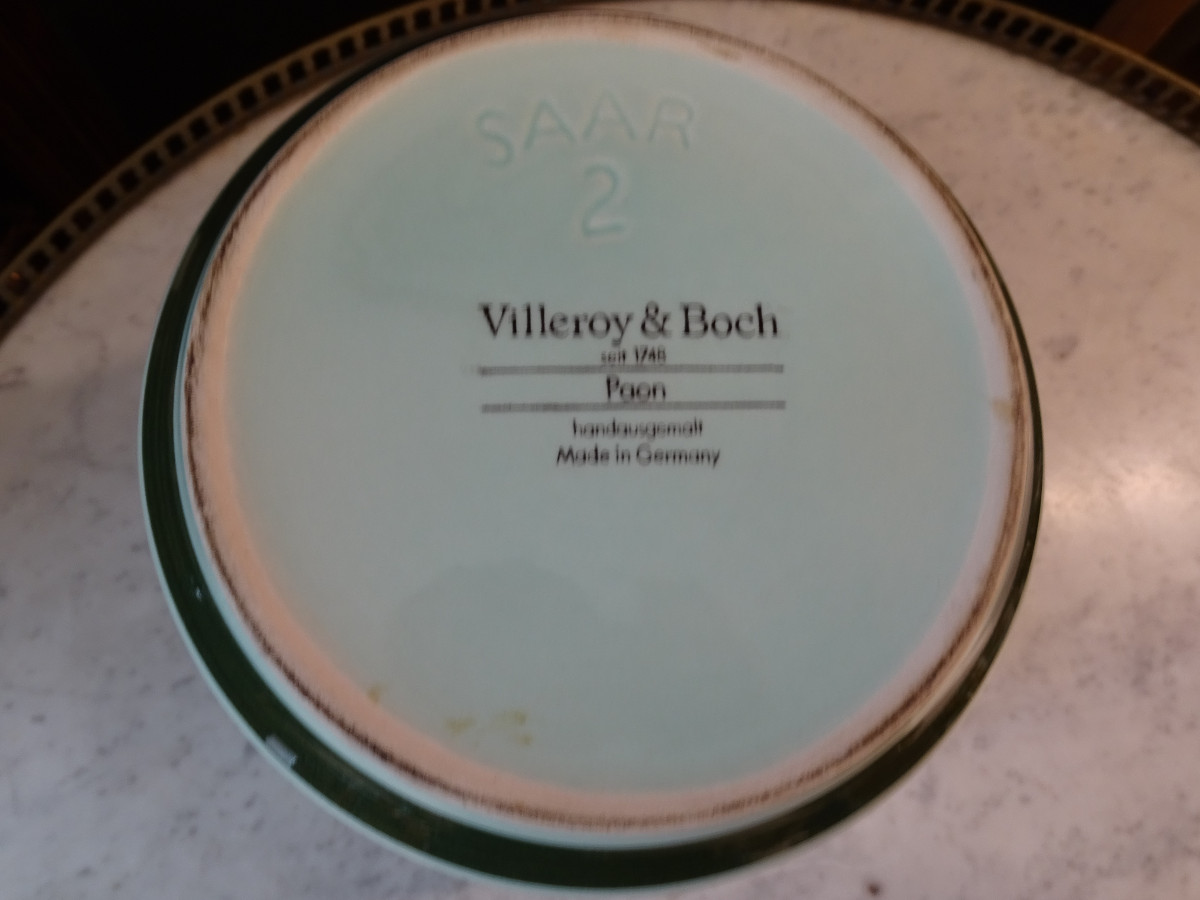 SAAR
2
Villeroy & Boch
seit 1748
Paon
handausgemalt
Made in Germany